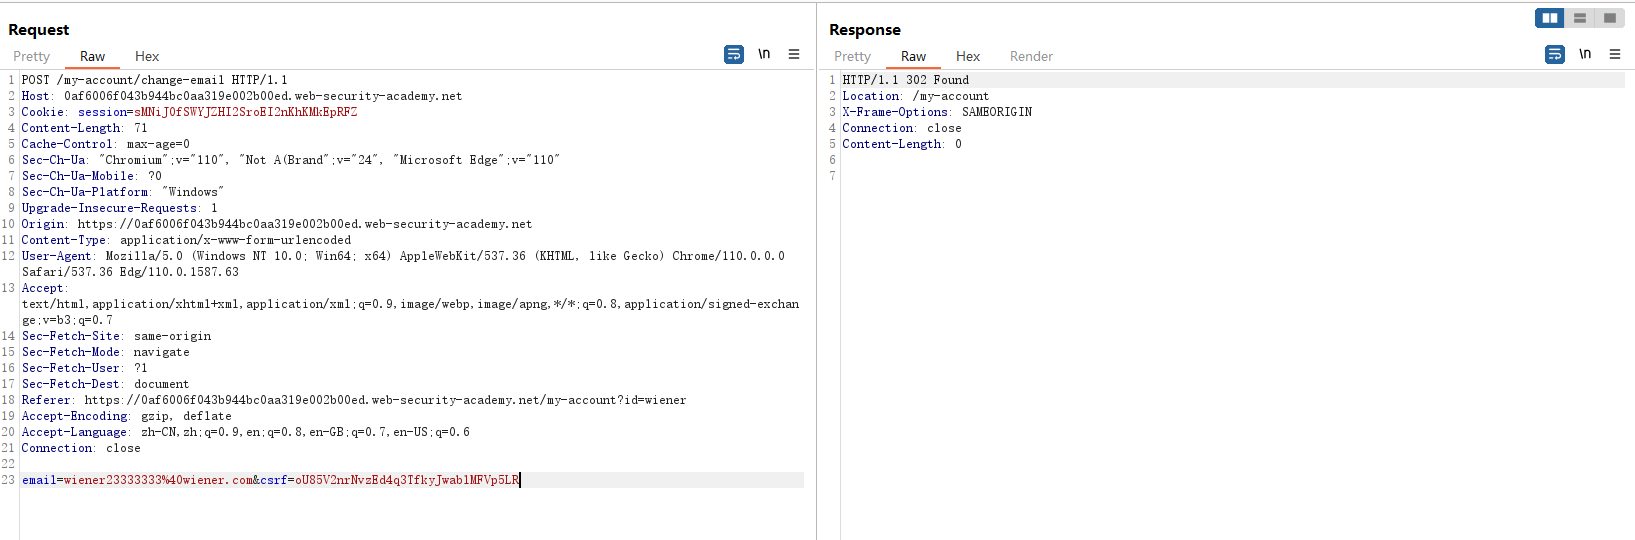 Request
Pretty Raw Hex
\n
1 POST /my-account/change-email HTTP/1.1
2 Host: 0af6006f043b944bc0aa319e002b00ed.web-security-academy.net
3 Cookie: session=sMNiJ0fSWYJZHI2SroEI2nKhKMkEpRFZ
4 Content-Length: 71
5 Cache-Control: max-age=0
6 Sec-Ch-Ua: "Chromium";v="110", "Not A(Brand";v="24", "Microsoft Edge";v="110"
7 Sec-Ch-Ua-Mobile: ?0
8 Sec-Ch-Ua-Platform: "Windows"
9 Upgrade-Insecure-Requests: 1
10 Origin: https://0af6006f043b944bc0aa319e002b00ed.web-security-academy.net
11 Content-Type: application/x-www-form-urlencoded
12 User-Agent: Mozilla/5.0 (Windows NT 10.0; Win64; x64) AppleWebKit/537.36 (KHTML, like Gecko) Chrome/110.0.0.0
Safari/537.36 Edg/110.0.1587.63
13 Accept:
text/html,application/xhtml+xml,application/xml;q=0.9,image/webp,image/apng,*/*;q=0.8,application/signed-exchan
ge;v=b3;q=0.7
14 Sec-Fetch-Site: same-origin
15 Sec-Fetch-Mode: navigate
16 Sec-Fetch-User: ?1
17 Sec-Fetch-Dest: document
18 Referer: https://0af6006f043b944bc0aa319e002b00ed.web-security-academy.net/my-account?id=wiener
19 Accept-Encoding: gzip, deflate
20 Accept-Language: zh-CN,zh;q=0.9,en;q=0.8,en-GB;q=0.7,en-US;q=0.6
21 Connection: close
22
23 email=wiener23333333%40wiener.com&csrf=oU85V2nrNvzEd4q3TfkyJwablMFVp5LR
Response
Pretty Raw Hex Render
\n
1 HTTP/1.1 302 Found
2 Location: /my-account
3 X-Frame-Options: SAMEORIGIN
4 Connection: close
5 Content-Length: 0
6
7